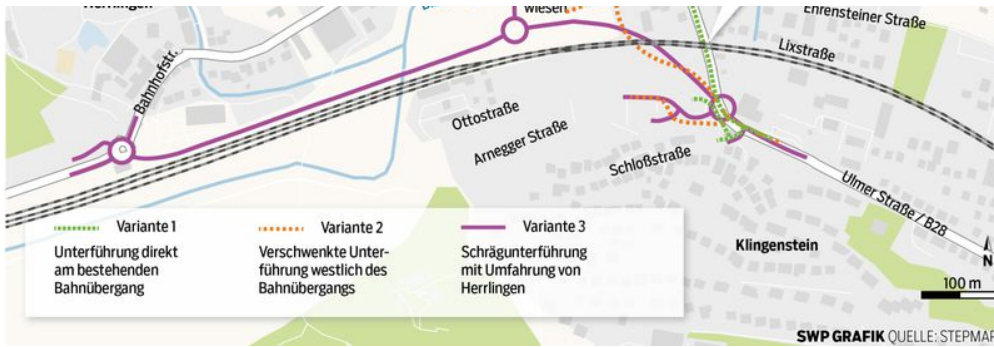 Herrlingen
wiesen
Ehrensteiner Straße
Lixstraße
Bahnhofstr.
Ottostraße
Arnegger Straße
Schloßstraße
Ulmer Straße / B28
Klingenstein
N
100 m
Variante 1
Unterführung direkt
am bestehenden
Bahnübergang
Variante 2
Verschwenkte Unter-
führung westlich des
Bahnübergangs
Variante 3
Schrägunterführung
mit Umfahrung von
Herrlingen
SWP GRAFIK QUELLE: STEPMAP